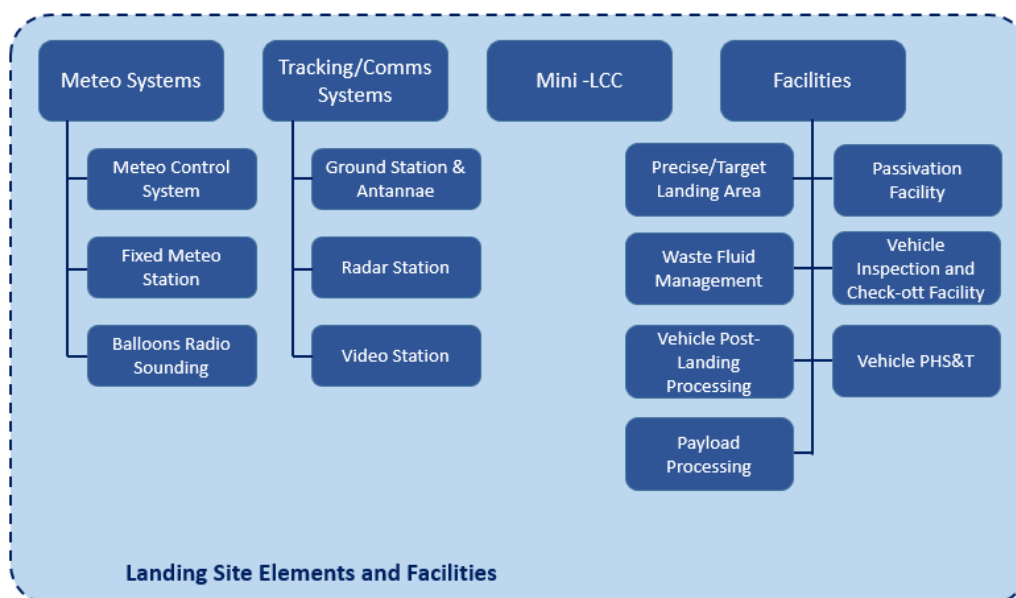 Meteo Systems
Tracking/Comms
Systems
Mini -LCC
Facilities
Meteo Control
System
Fixed Meteo
Station
Balloons Radio
Sounding
Ground Station &
Antannae
Radar Station
Video Station
Precise/Target
Landing Area
Passivation
Facility
Waste Fluid
Management
Vehicle
Inspection and
Check-ott Facility
Vehicle Post-
Landing
Processing
Vehicle PHS&T
Payload
Processing
Landing Site Elements and Facilities